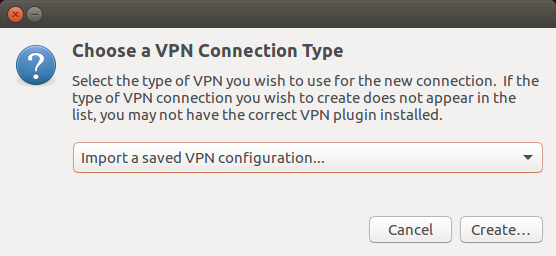 Choose a VPN Connection Type
Select the type of VPN you wish to use for the new connection.  If the
type of VPN connection you wish to create does not appear in the
list, you may not have the correct VPN plugin installed.
Import a saved VPN configuration...
Cancel
Create...